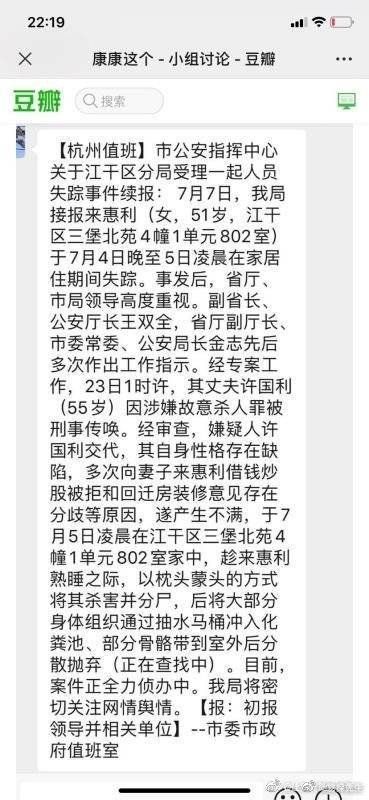 22:19
康康这个 - 小组讨论 - 豆瓣
豆瓣
搜索
【杭州值班】市公安指挥中心
关于江干区分局受理一起人员
失踪事件续报： 7月7日，我局
接报来惠利（女，51岁，江干
区三堡北苑4幢1单元802室）
于7月4日晚至5日凌晨在家居
住期间失踪。事发后，省厅、
市局领导高度重视。副省长、
公安厅长王双全，省厅副厅长、
市委常委、公安局长金志先后
多次作出工作指示。经专案工
作，23日1时许，其丈夫许国利
（55岁）因涉嫌故意杀人罪被
刑事传唤。经审查，嫌疑人许
国利交代，其自身性格存在缺
陷，多次向妻子来惠利借钱炒
股被拒和回迁房装修意见存在
分歧等原因，遂产生不满，于7
月5日凌晨在江干区三堡北苑4
幢1单元802室家中，趁来惠利
熟睡之际，以枕头蒙头的方式
将其杀害并分尸，后将大部分
身体组织通过抽水马桶冲入化
粪池、部分骨骼带到室外后分
散抛弃（正在查找中）。目前，
案件正全力侦办中。我局将密
切关注网情舆情。【报：初报
领导并相关单位】--市委市政
府值班室